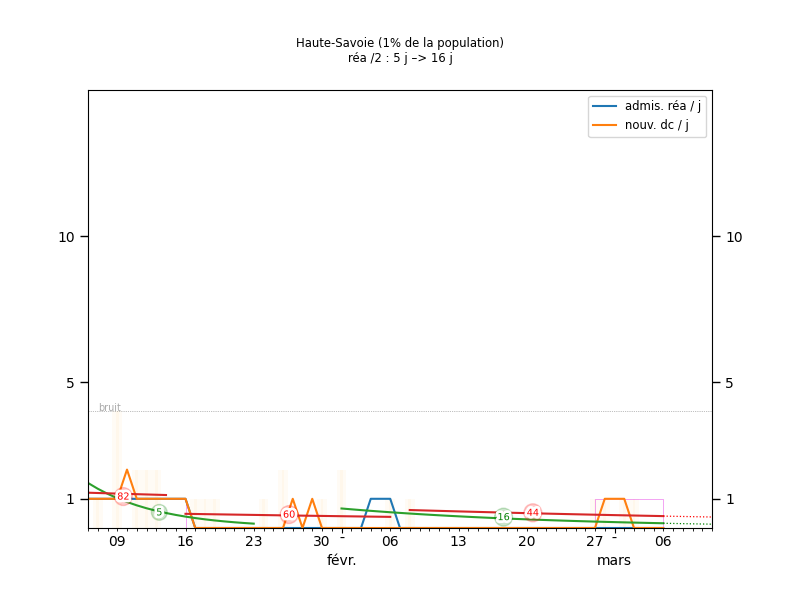 Haute-Savoie (1% de la population)
réa /2 : 5 j –> 16 j
admis. réa / j
nouv. dc / j
10 10
5 5
bruit
1 1
82
5
60
16
44
09 16 23 30 - 06 13 20 27 - 06
févr. mars